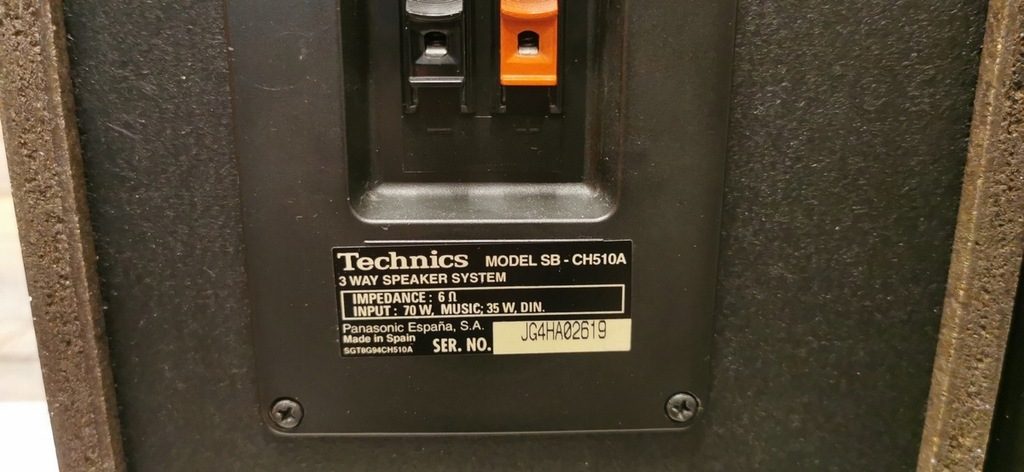 Technics MODEL SB - CH510A
3 WAY SPEAKER SYSTEM
IMPEDANCE : 6 Ω
INPUT : 70 W, MUSIC; 35 W, DIN.
Panasonic España, S.A.
Made in Spain
SGT8G94CH510A
SER. NO. JG4HA02619